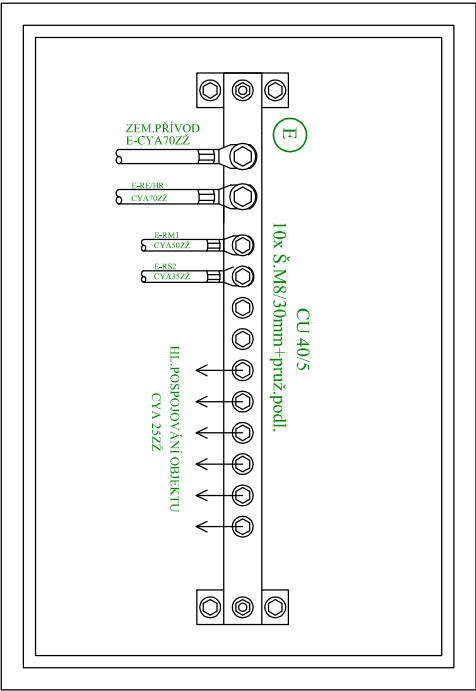 ZEM.PŘÍVOD
E-CYA70ZŽ
E
E-RE/HR
CYA70ZŽ
E-RM1
CYA50ZŽ
E-RS2
CYA35ZŽ
CU 40/5
10x Š.M8/30mm+pruž.podl.
HL.POSPOJOVÁNÍ OBJEKTU
CYA 25ZŽ